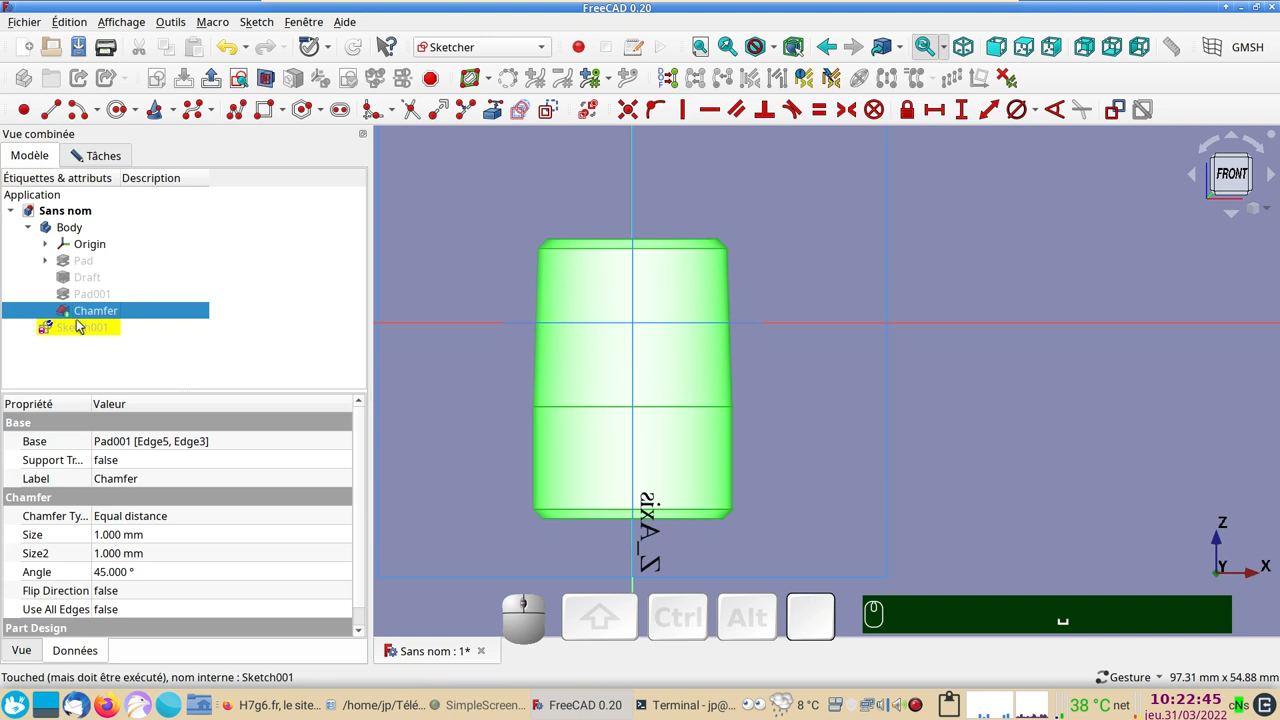 FreeCAD 0.20
Fichier Édition Affichage Outils Macro Sketch Fenêtre Aide
Sketcher
GMSH
Vue combinée
Modèle Tâches
Étiquettes & attributs Description
Application
Sans nom
Body
Origin
Pad
Draft
Pad001
Chamfer
Sketch001
Propriété Valeur
Base
Base Pad001 [Edge5, Edge3]
Support Tr... false
Label Chamfer
Chamfer
Chamfer Ty... Equal distance
Size 1.000 mm
Size2 1.000 mm
Angle 45.000 °
Flip Direction false
Use All Edges false
Part Design
Vue Données
FRONT
Z_Axis
Z
Y
X
Ctrl Alt
Sans nom : 1*
Touched (mais doit être exécuté), nom interne : Sketch001
Gesture 97.31 mm x 54.88 mm
H7g6.fr, le site... /home/jp/Télé... SimpleScreen... FreeCAD 0.20 Terminal - jp@... 8°C 38 °C net 10:22:45 cNs
jeu.31/03/2022